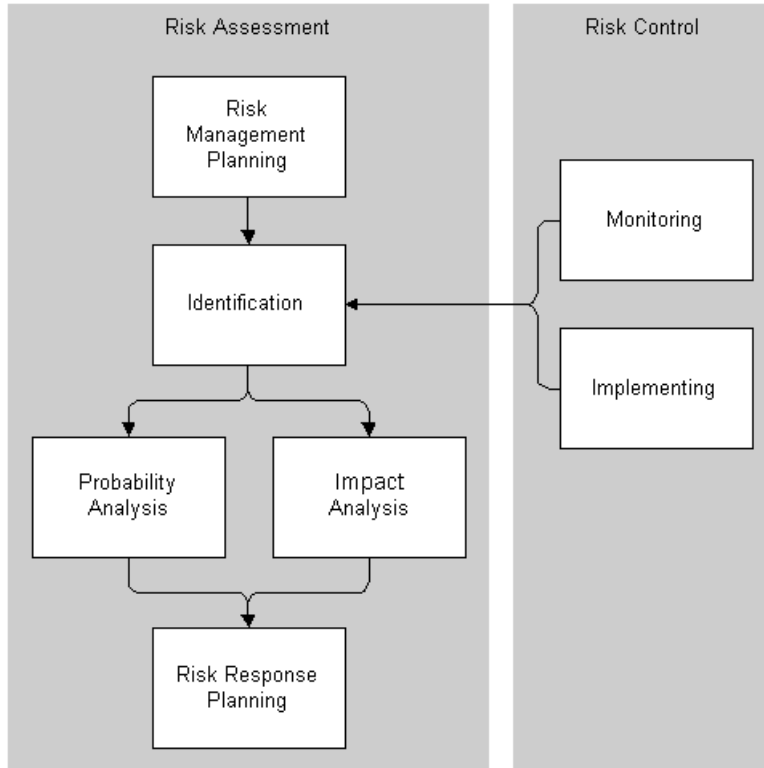 Risk Assessment
Risk
Management
Planning
Identification
Probability
Analysis
Impact
Analysis
Risk Response
Planning
Risk Control
Monitoring
Implementing